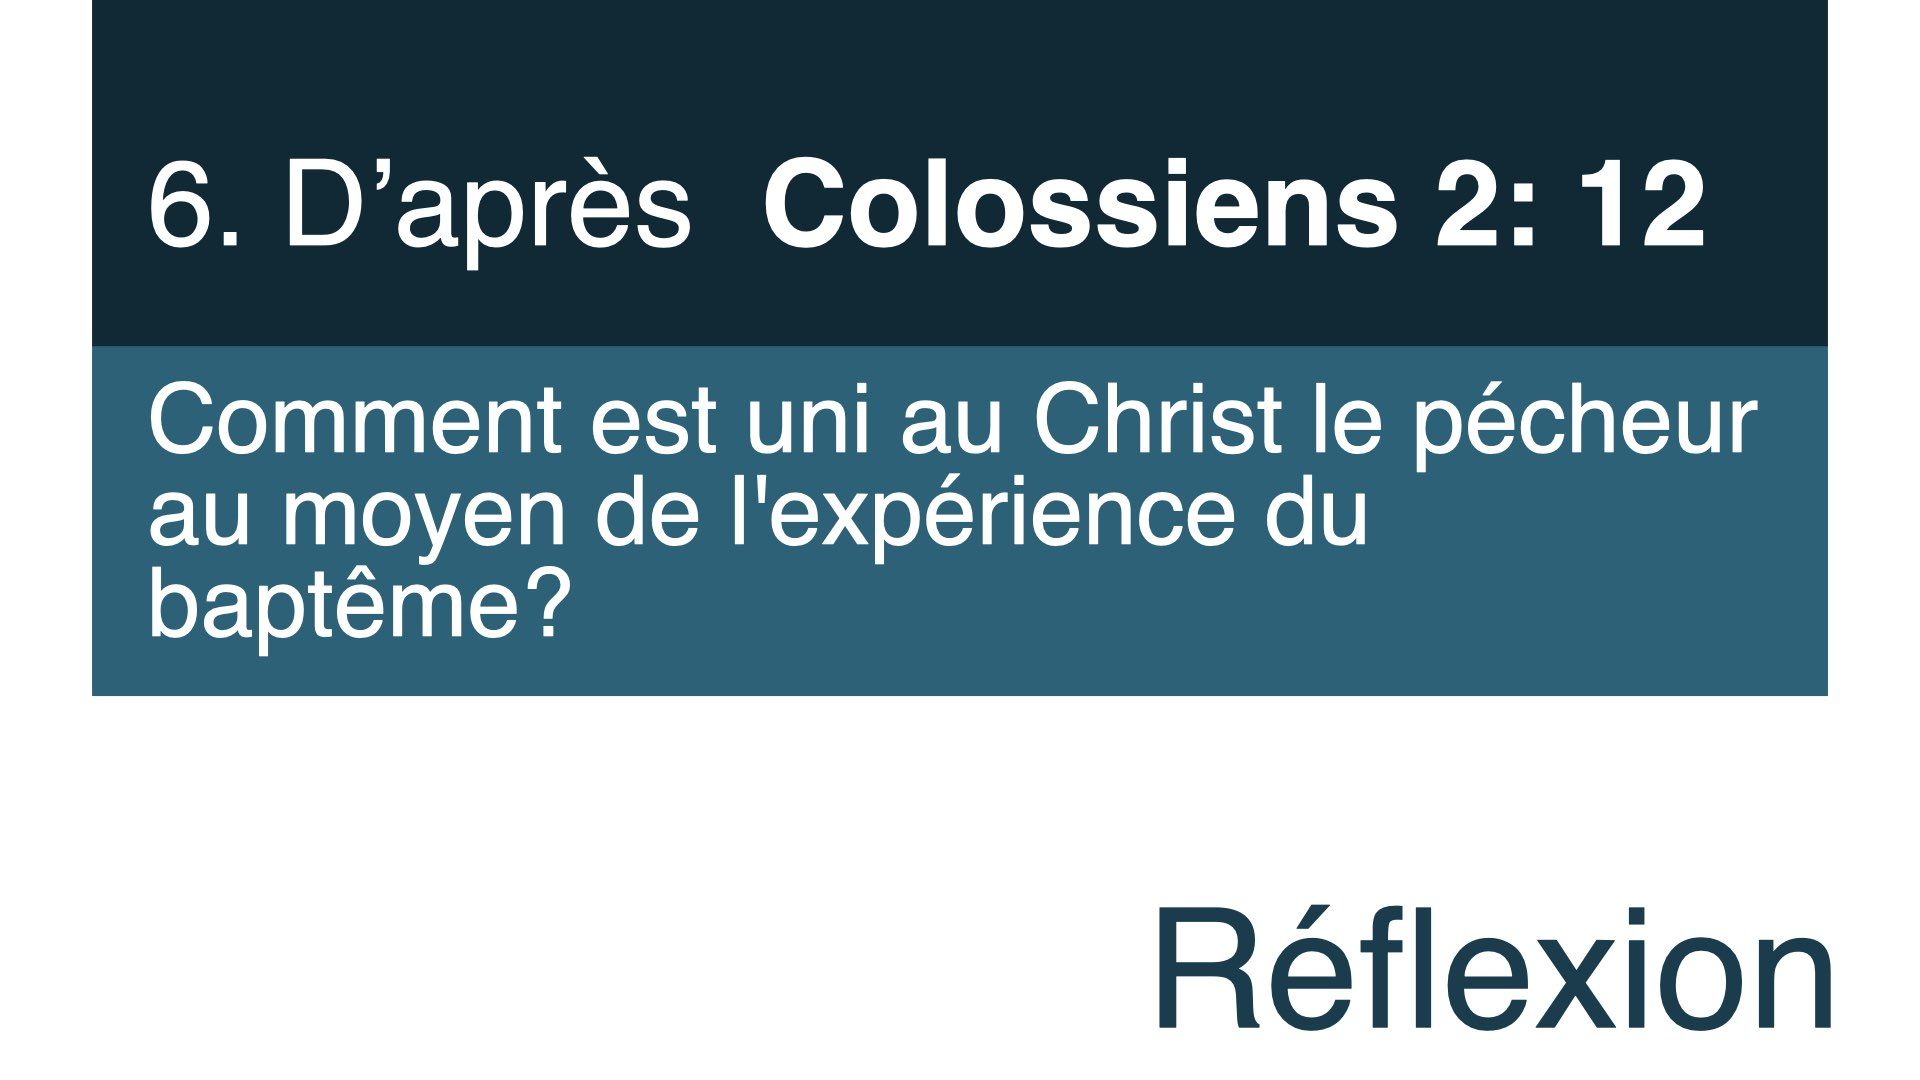 6. D’après  Colossiens 2: 12
Comment est uni au Christ le pécheur
au moyen de l'expérience du
baptême?
Réflexion